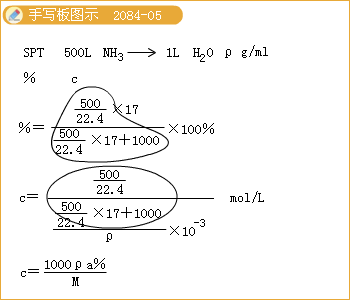 手写板图示 2084-05
SPT 500L NH₃ ⟶ 1L H₂O ρ g/ml
% c
% = (500/22.4 × 17) / (500/22.4 × 17 + 1000) × 100%
c = (500/22.4) / ((500/22.4 × 17 + 1000) / ρ × 10⁻³) mol/L
c = 1000ρa% / M